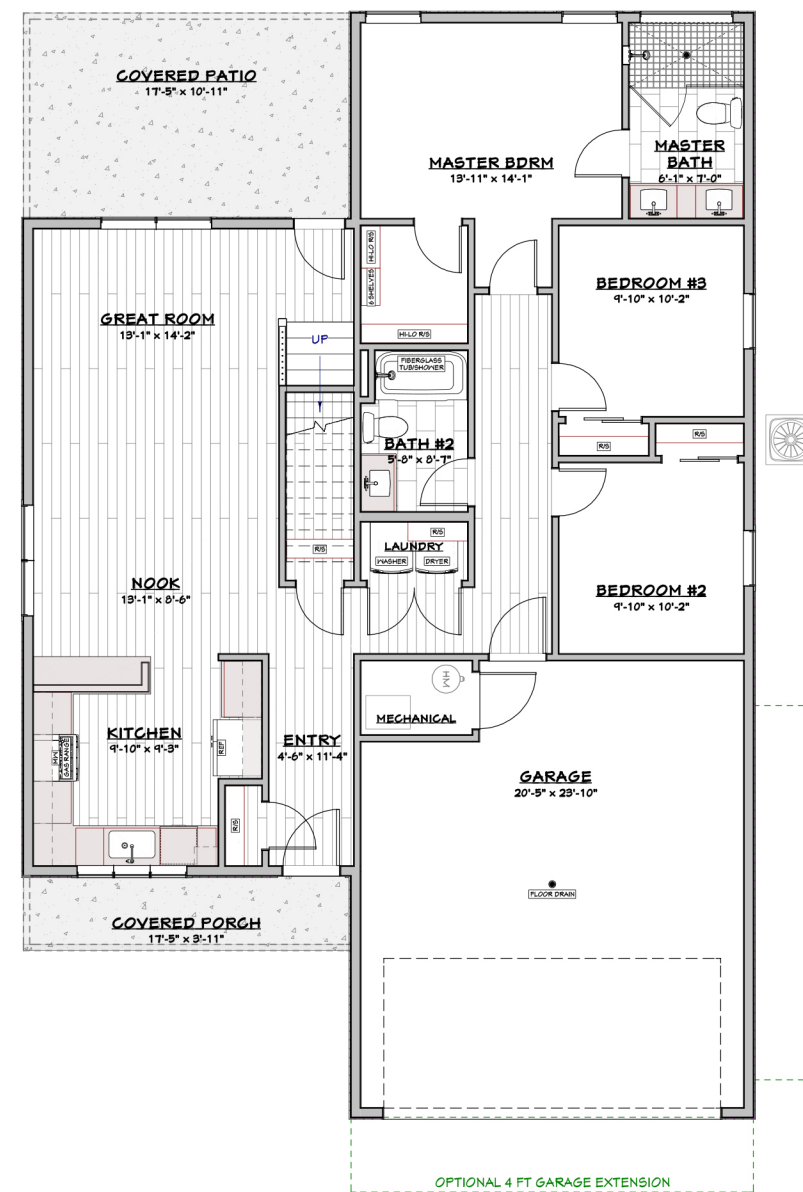 COVERED PATIO
17'-5" x 10'-11"
MASTER BDRM
13'-11" x 14'-1"
MASTER
BATH
6'-1" x 7'-0"
HI-LO R/S
6 SHELVES
HI-LO R/S
BEDROOM #3
9'-10" x 10'-2"
GREAT ROOM
13'-1" x 14'-2"
UP
FIBERGLASS
TUB/SHOWER
BATH #2
5'-8" x 8'-7"
R/S
R/S
R/S
R/S
LAUNDRY
WASHER
DRYER
NOOK
13'-1" x 8'-6"
BEDROOM #2
9'-10" x 10'-2"
HM
MECHANICAL
KITCHEN
9'-10" x 9'-3"
MW
GAS RANGE
REF
ENTRY
4'-6" x 11'-4"
R/S
GARAGE
20'-5" x 23'-10"
FLOOR DRAIN
COVERED PORCH
17'-5" x 3'-11"
OPTIONAL 4 FT GARAGE EXTENSION